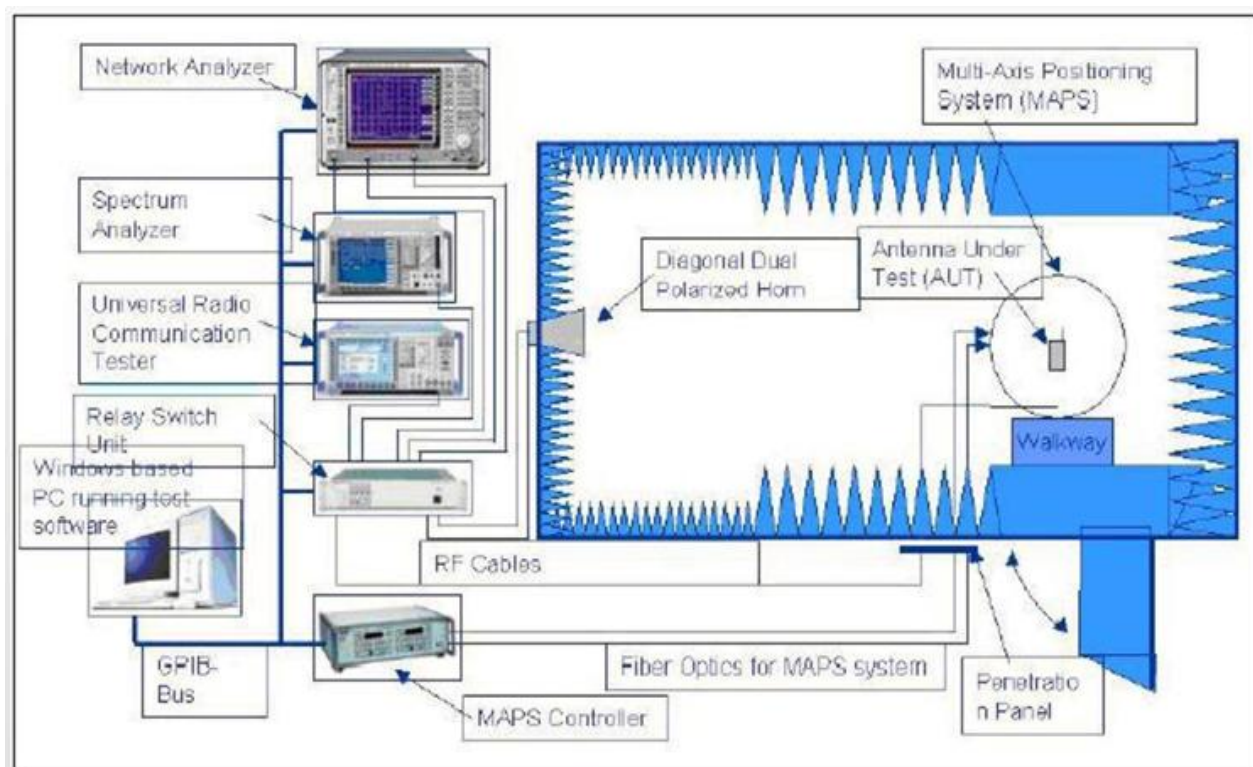 Network Analyzer
Multi-Axis Positioning
System (MAPS)
Spectrum
Analyzer
Diagonal Dual
Polarized Horn
Antenna Under
Test (AUT)
Universal Radio
Communication
Tester
Relay Switch
Unit
Walkway
Windows based
PC running test
software
RF Cables
GPIB-
Bus
Fiber Optics for MAPS system
Penetratio
n Panel
MAPS Controller